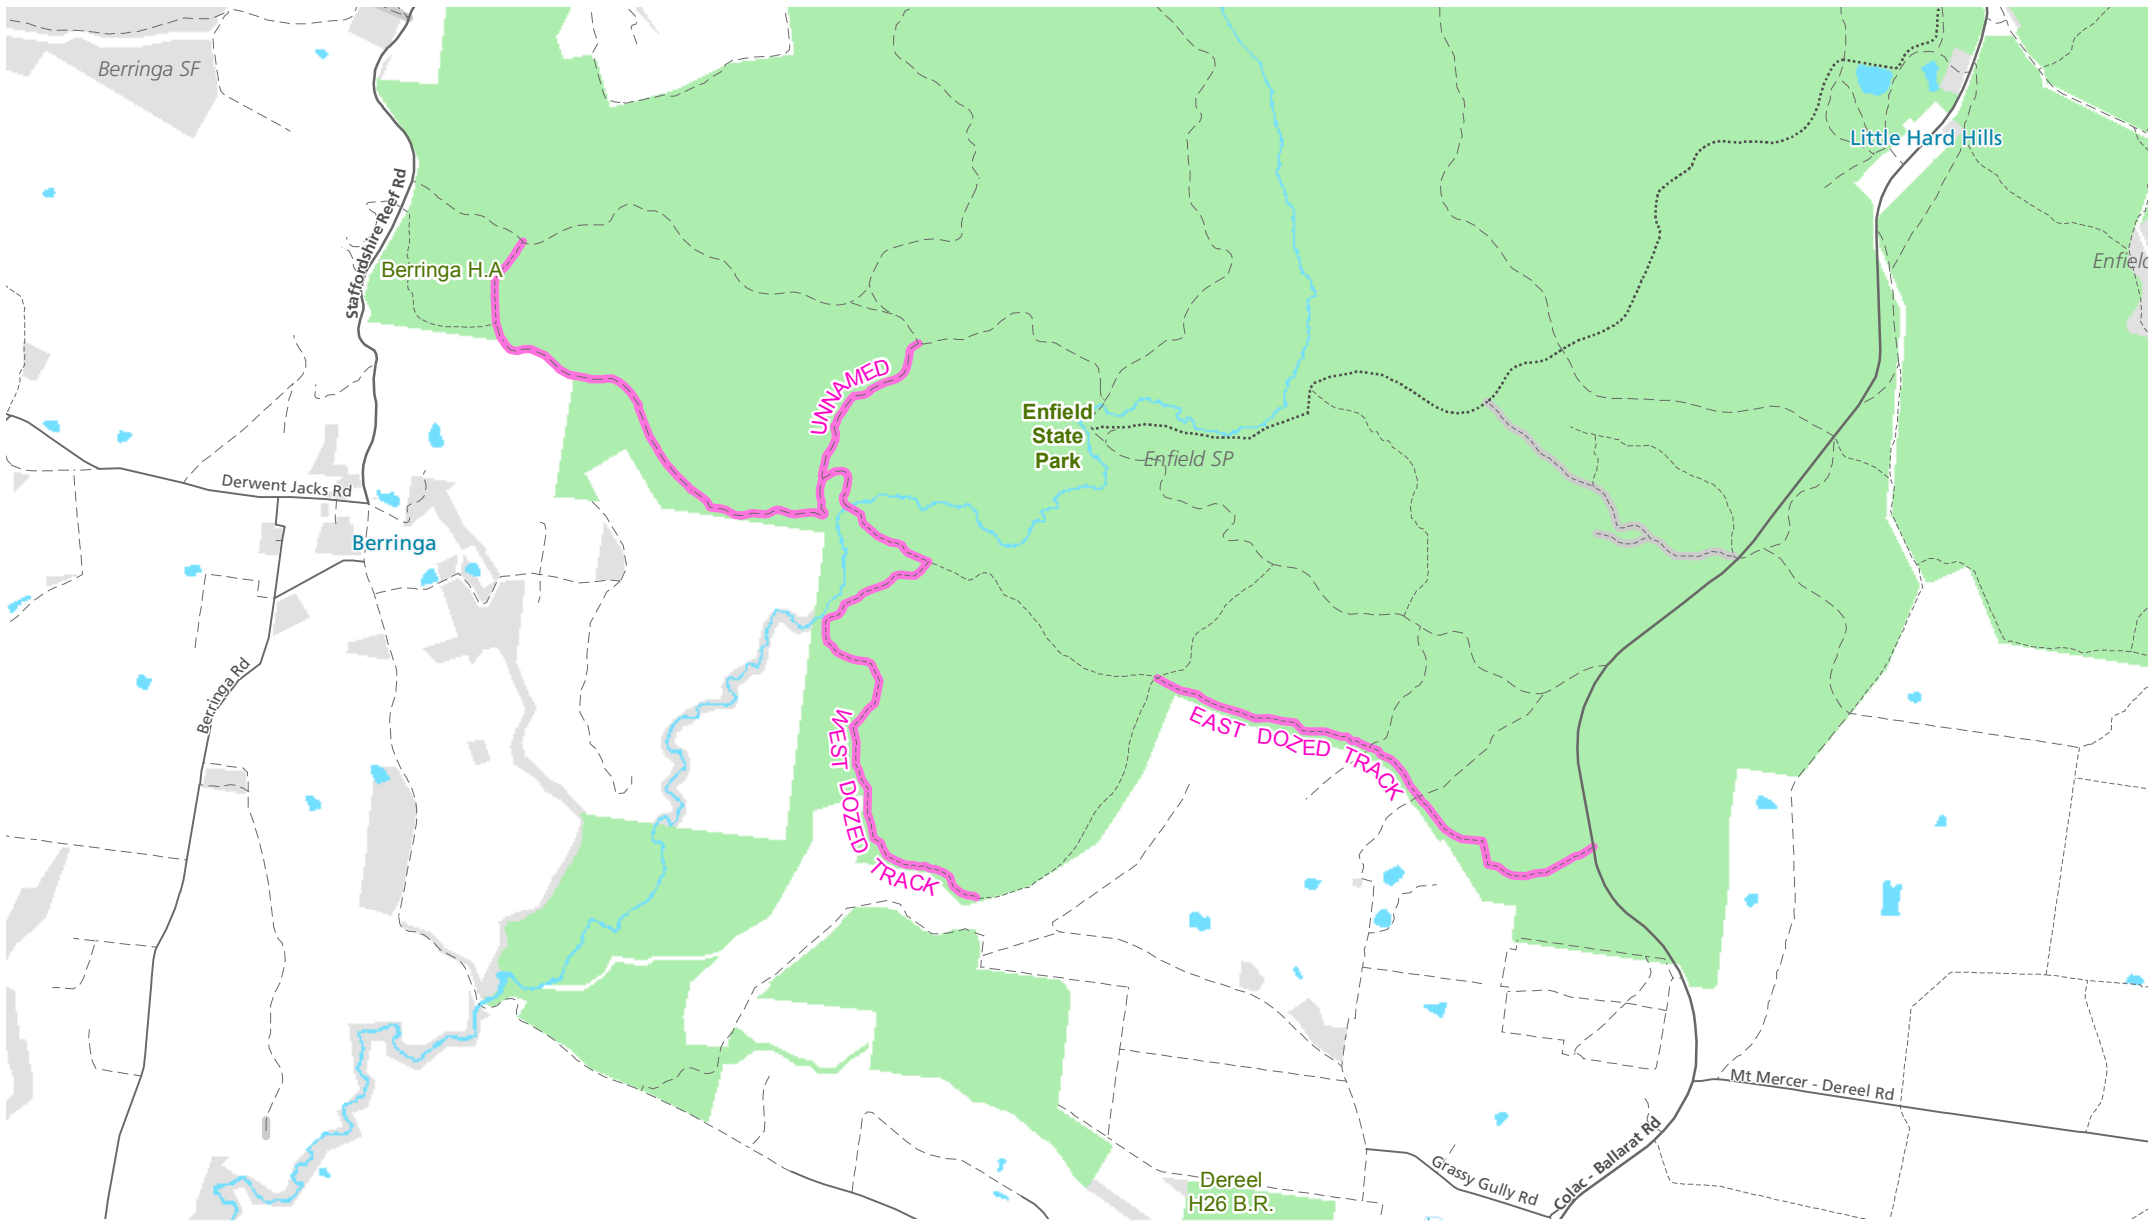 Berringa SF
Little Hard Hills
Staffordshire Reef Rd
Berringa H.A
Enfield
UNNAMED
Enfield
State
Park
Enfield SP
Derwent Jacks Rd
Berringa
Berringa Rd
WEST DOZED TRACK
EAST DOZED TRACK
Mt Mercer - Dereel Rd
Colac - Ballarat Rd
Grassy Gully Rd
Dereel
H26 B.R.